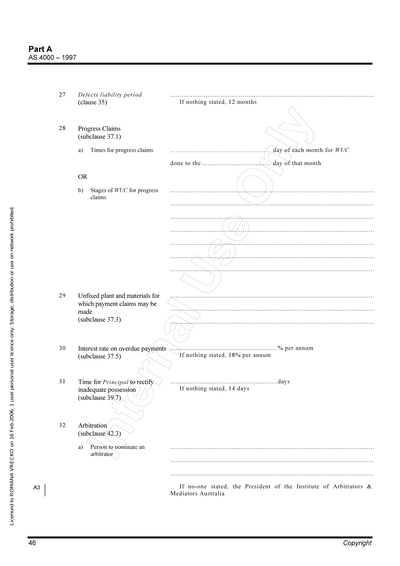 Part A
AS 4000 – 1997
27 Defects liability period
(clause 35)
If nothing stated, 12 months
28 Progress Claims
(subclause 37.1)
a) Times for progress claims
day of each month for WUC
done to the
day of that month
OR
b) Stages of WUC for progress
claims
29 Unfixed plant and materials for
which payment claims may be
made
(subclause 37.3)
30 Interest rate on overdue payments
% per annum
(subclause 37.5)
If nothing stated, 18% per annum
31 Time for Principal to rectify
days
inadequate possession
If nothing stated, 14 days
(subclause 39.7)
32 Arbitration
(subclause 42.3)
a) Person to nominate an
arbitrator
A3
If no-one stated, the President of the Institute of Arbitrators &
Mediators Australia
46
Copyright
Licensed to ROMANA VRECKO on 16 Feb 2006. 1 user personal user licence only. Storage, distribution or use on network prohibited.
Internal Use Only